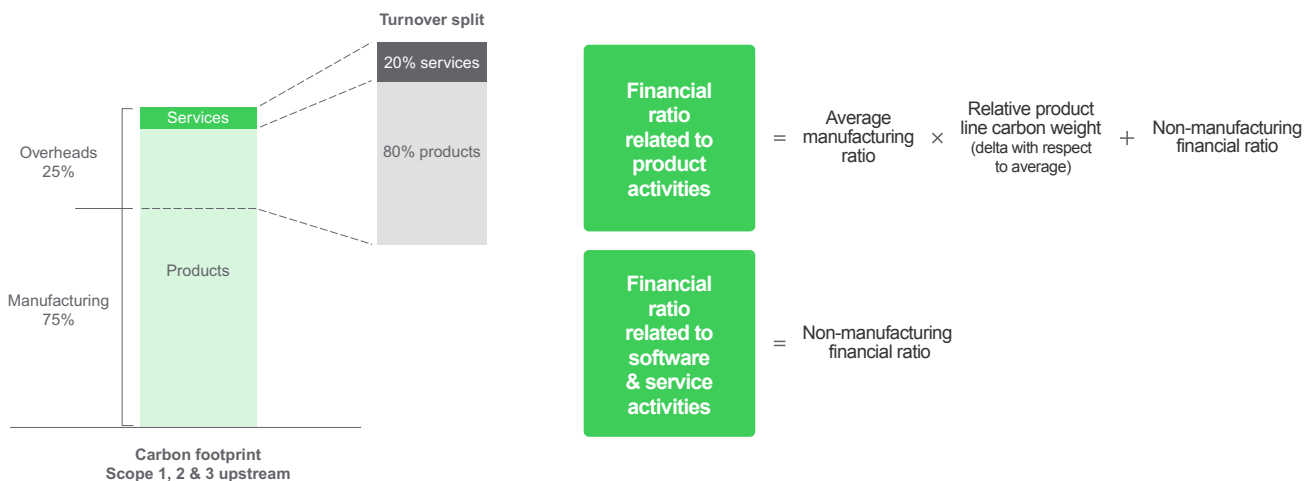 Turnover split
20% services
80% products
Services
Overheads
25%
Products
Manufacturing
75%
Carbon footprint
Scope 1, 2 & 3 upstream
Financial
ratio
related to
product
activities
=
Average
manufacturing
ratio
×
Relative product
line carbon weight
(delta with respect
to average)
+
Non-manufacturing
financial ratio
Financial
ratio
related to
software
& service
activities
=
Non-manufacturing
financial ratio